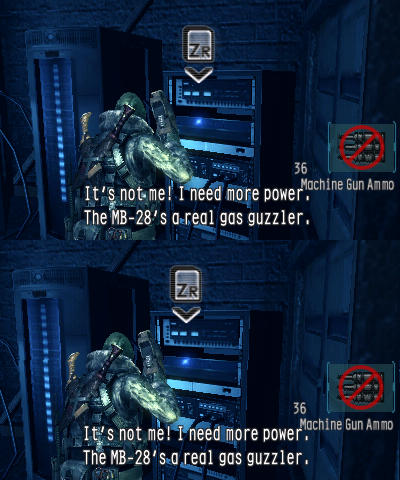 ZR
36
Machine Gun Ammo
It's not me! I need more power.
The MB-28's a real gas guzzler.
ZR
36
Machine Gun Ammo
It's not me! I need more power.
The MB-28's a real gas guzzler.